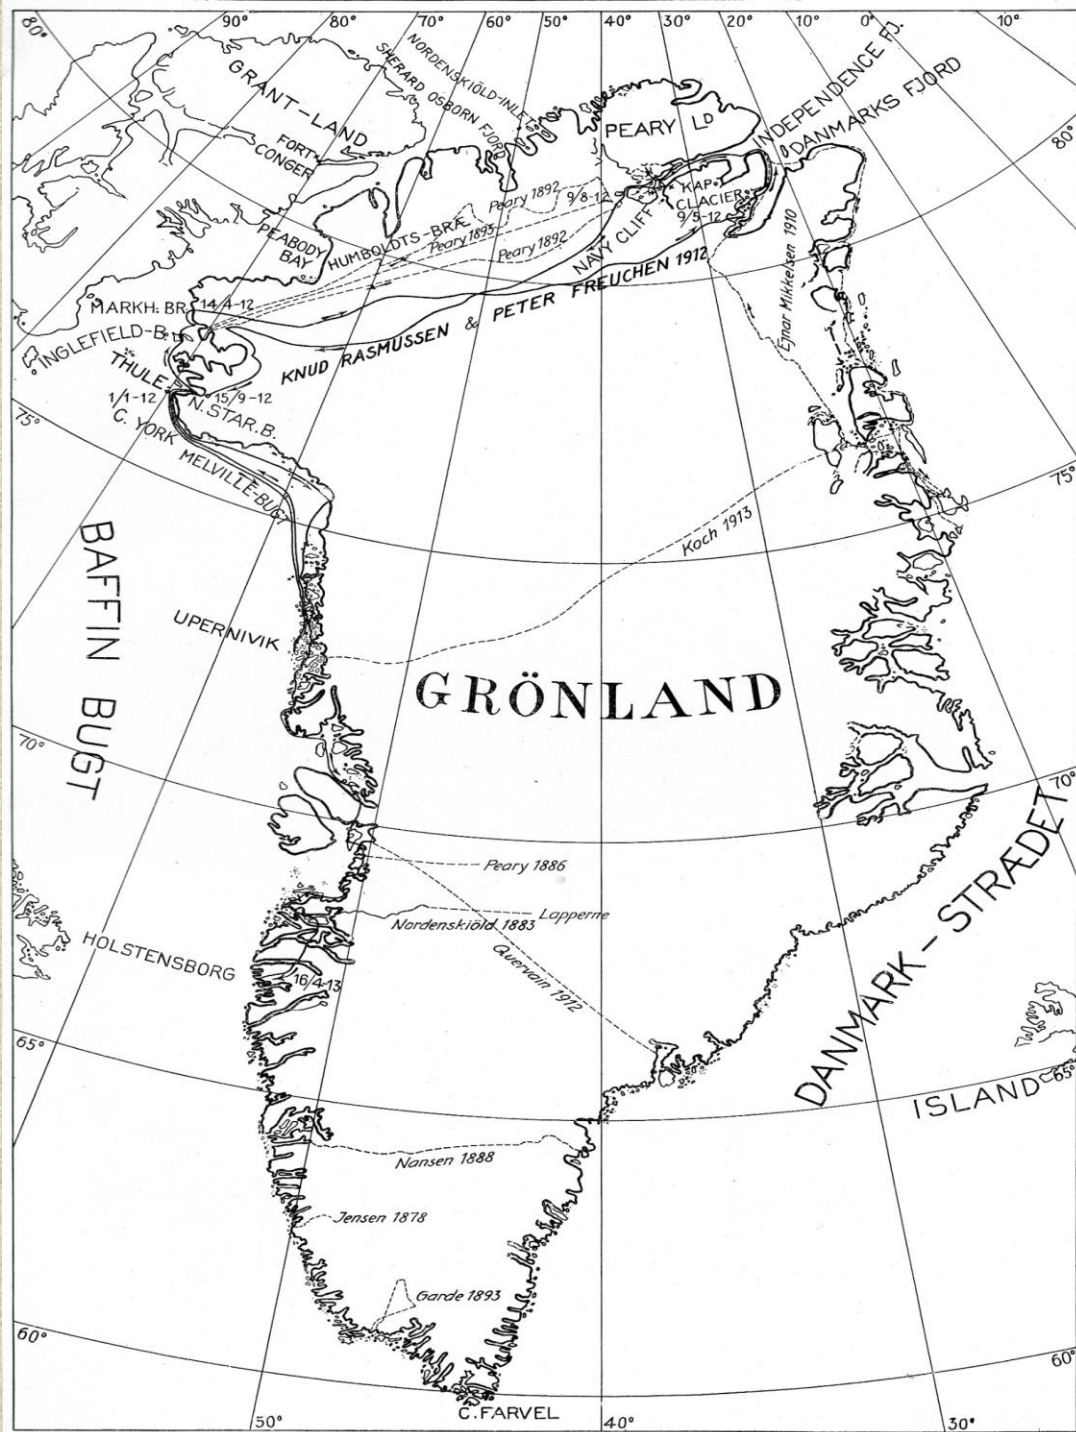 80°
90°
80°
70°
60°
50°
40°
30°
20°
10°
0°
10°
GRANT-LAND
NORDENSKIÖLD-INLET
SHERARD OSBORN FJORD
FORT
CONGER
PEARY LD
INDEPENDENCE FJ.
DANMARKS FJORD
80°
PEABODY
BAY
HUMBOLDTS-BRÆ
Peary 1892
9/8-12
Peary 1895
Peary 1892
NAVY CLIFF
KAP
GLACIER
9/5-12
Ejnar Mikkelsen 1910
MARKH. BR.
14/4-12
INGLEFIELD-B.
KNUD RASMUSSEN & PETER FREUCHEN 1912
THULE
1/1-12
15/9-12
N. STAR. B.
C. YORK
75°
MELVILLE-BUGT
75°
Koch 1913
BAFFIN BUGT
UPERNIVIK
GRÖNLAND
70°
70°
Peary 1886
Nordenskiöld 1883
Lapperne
Quervain 1912
HOLSTENSBORG
16/4-13
DANMARK-STRÆDET
65°
65°
ISLAND
Nansen 1888
Jensen 1878
Garde 1893
60°
60°
C. FARVEL
50°
40°
30°